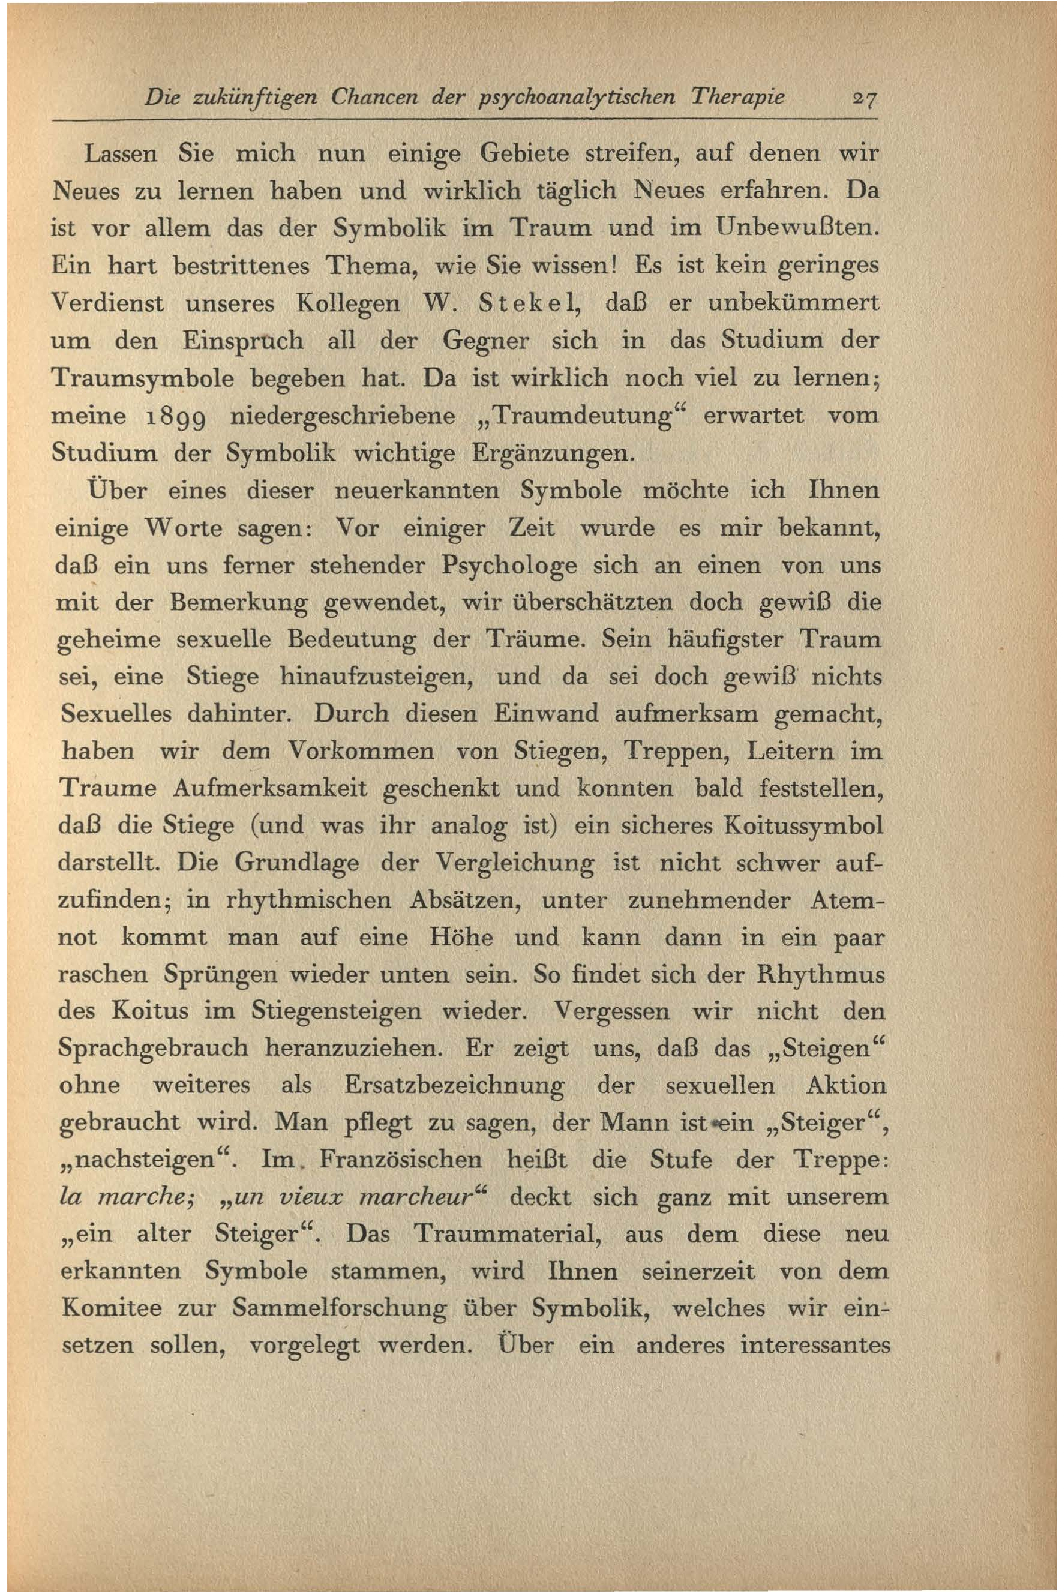 Die zukünftigen Chancen der psychoanalytischen Therapie 27
Lassen Sie mich nun einige Gebiete streifen, auf denen wir
Neues zu lernen haben und wirklich täglich Neues erfahren. Da
ist vor allem das der Symbolik im Traum und im Unbewußten.
Ein hart bestrittenes Thema, wie Sie wissen! Es ist kein geringes
Verdienst unseres Kollegen W. Stekel, daß er unbekümmert
um den Einspruch all der Gegner sich in das Studium der
Traumsymbole begeben hat. Da ist wirklich noch viel zu lernen;
meine 1899 niedergeschriebene „Traumdeutung“ erwartet vom
Studium der Symbolik wichtige Ergänzungen.
Über eines dieser neuerkannten Symbole möchte ich Ihnen
einige Worte sagen: Vor einiger Zeit wurde es mir bekannt,
daß ein uns ferner stehender Psychologe sich an einen von uns
mit der Bemerkung gewendet, wir überschätzten doch gewiß die
geheime sexuelle Bedeutung der Träume. Sein häufigster Traum
sei, eine Stiege hinaufzusteigen, und da sei doch gewiß nichts
Sexuelles dahinter. Durch diesen Einwand aufmerksam gemacht,
haben wir dem Vorkommen von Stiegen, Treppen, Leitern im
Traume Aufmerksamkeit geschenkt und konnten bald feststellen,
daß die Stiege (und was ihr analog ist) ein sicheres Koitussymbol
darstellt. Die Grundlage der Vergleichung ist nicht schwer auf-
zufinden; in rhythmischen Absätzen, unter zunehmender Atem-
not kommt man auf eine Höhe und kann dann in ein paar
raschen Sprüngen wieder unten sein. So findet sich der Rhythmus
des Koitus im Stiegensteigen wieder. Vergessen wir nicht den
Sprachgebrauch heranzuziehen. Er zeigt uns, daß das „Steigen“
ohne weiteres als Ersatzbezeichnung der sexuellen Aktion
gebraucht wird. Man pflegt zu sagen, der Mann ist ein „Steiger“,
„nachsteigen“. Im Französischen heißt die Stufe der Treppe:
la marche; „un vieux marcheur“ deckt sich ganz mit unserem
„ein alter Steiger“. Das Traummaterial, aus dem diese neu
erkannten Symbole stammen, wird Ihnen seinerzeit von dem
Komitee zur Sammelforschung über Symbolik, welches wir ein-
setzen sollen, vorgelegt werden. Über ein anderes interessantes